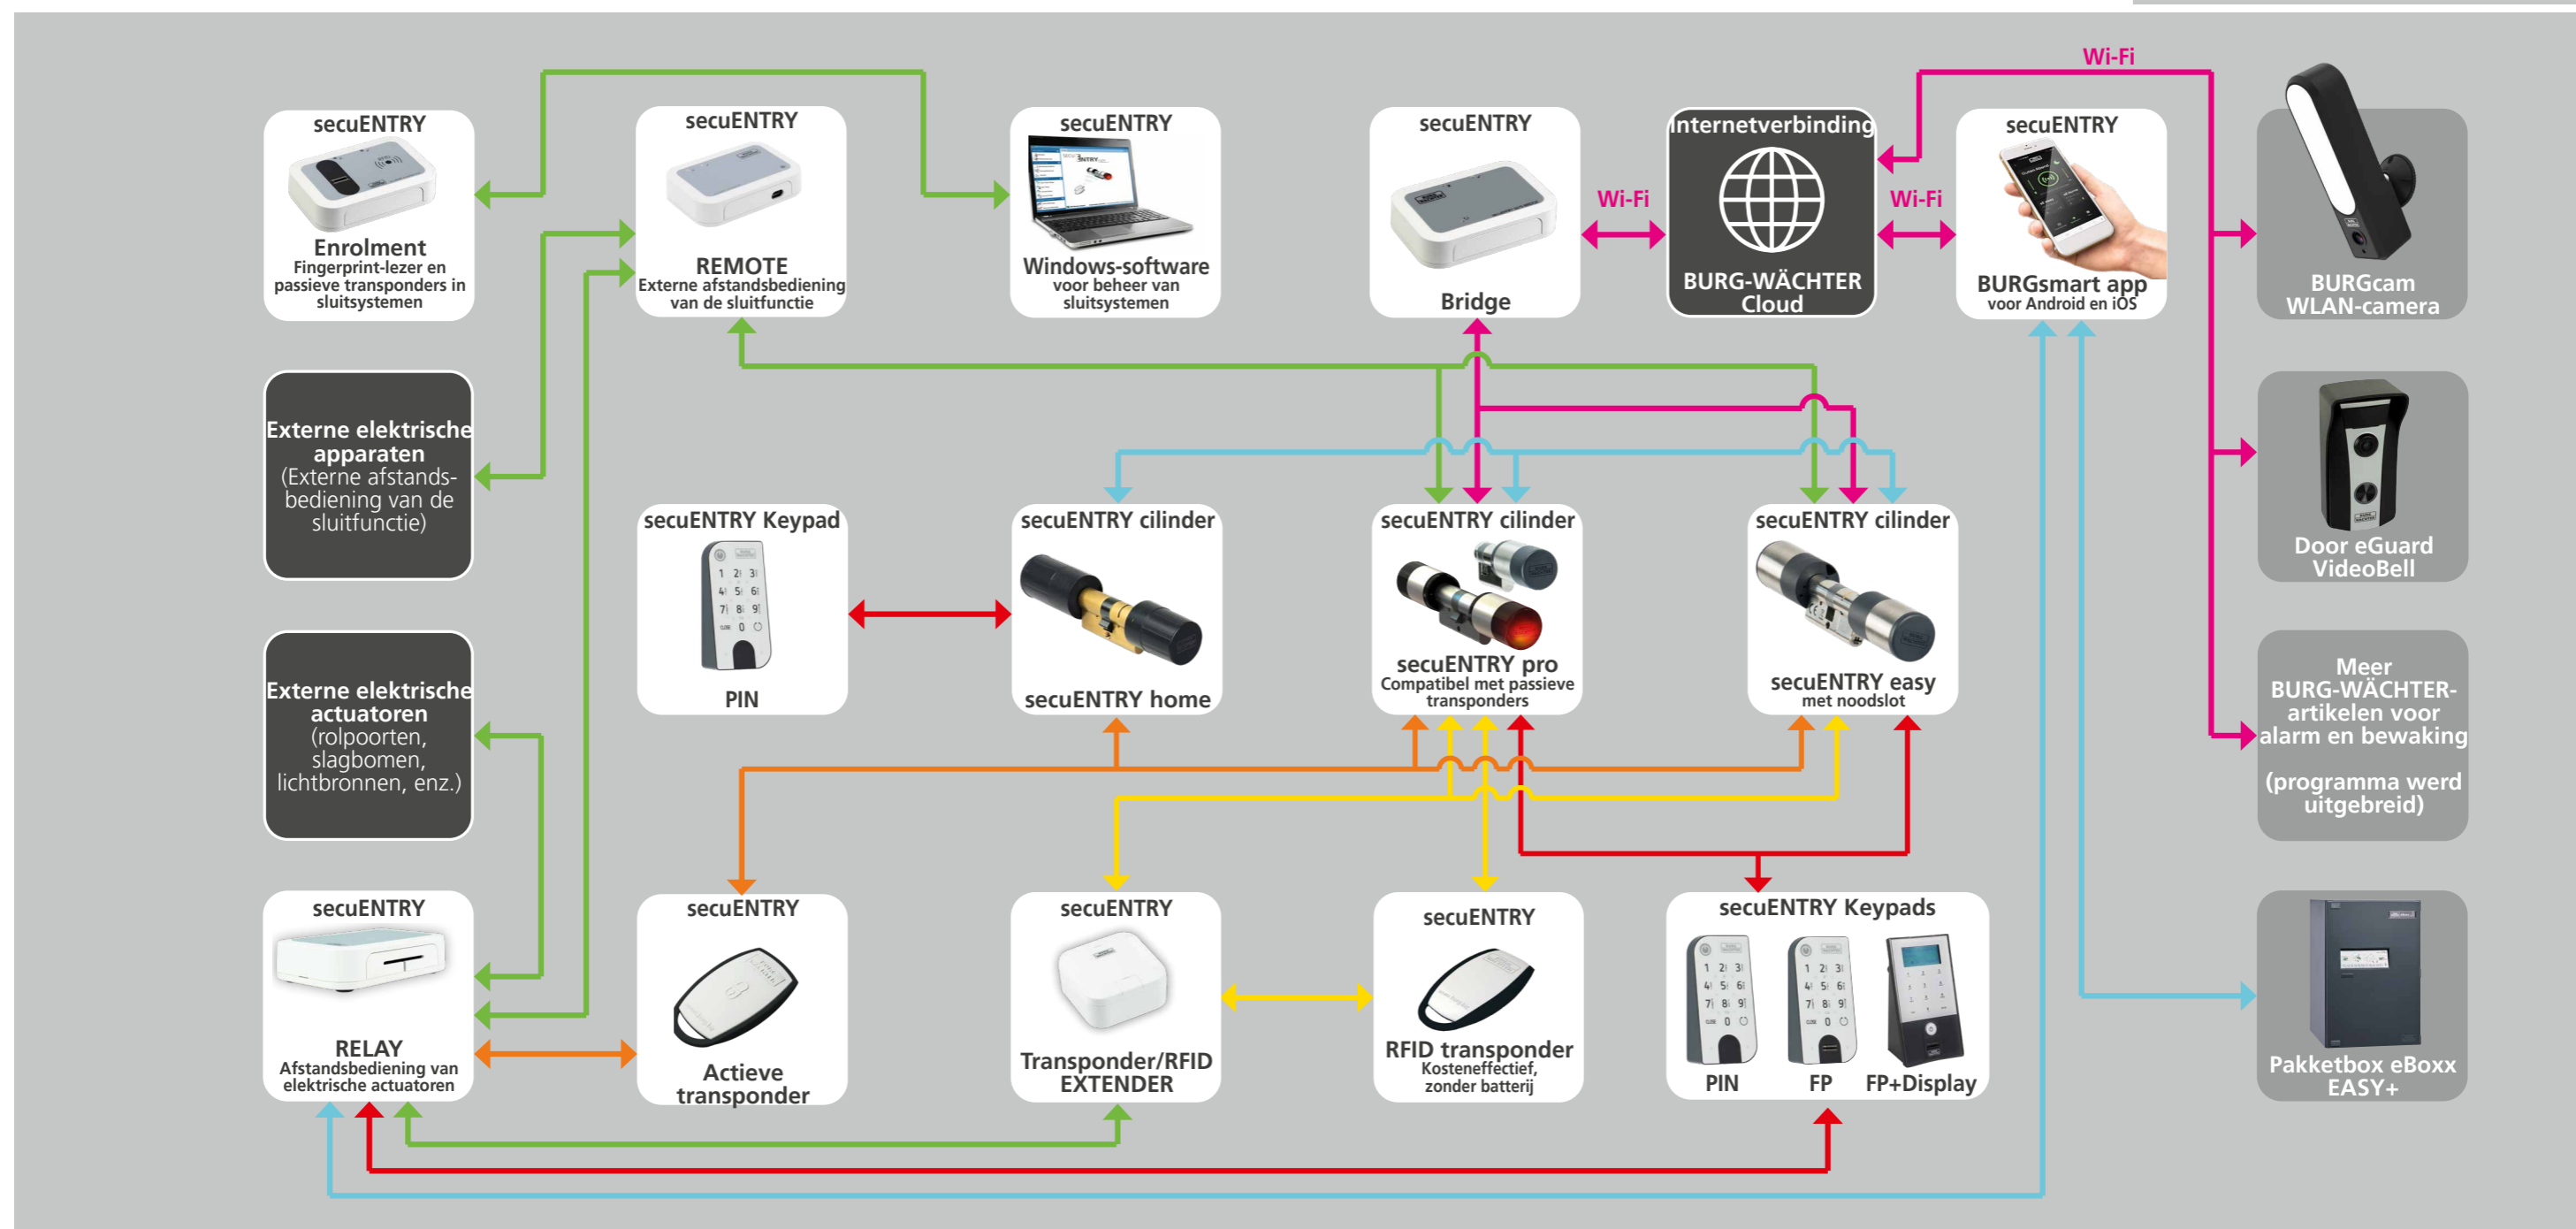 Wi-Fi
secuENTRY
Enrolment
Fingerprint-lezer en
passieve transponders in
sluitsystemen
secuENTRY
REMOTE
Externe afstandsbediening
van de sluitfunctie
secuENTRY
Windows-software
voor beheer van
sluitsystemen
secuENTRY
Bridge
Wi-Fi
Internetverbinding
BURG-WÄCHTER
Cloud
Wi-Fi
secuENTRY
BURGsmart app
voor Android en iOS
BURGcam
WLAN-camera
Externe elektrische
apparaten
(Externe afstands-
bediening van de
sluitfunctie)
Door eGuard
VideoBell
secuENTRY Keypad
PIN
secuENTRY cilinder
secuENTRY home
secuENTRY cilinder
secuENTRY pro
Compatibel met passieve
transponders
secuENTRY cilinder
secuENTRY easy
met noodslot
Externe elektrische
actuatoren
(rolpoorten,
slagbomen,
lichtbronnen, enz.)
Meer
BURG-WÄCHTER-
artikelen voor
alarm en bewaking
(programma werd
uitgebreid)
secuENTRY
RELAY
Afstandsbediening van
elektrische actuatoren
secuENTRY
Actieve
transponder
secuENTRY
Transponder/RFID
EXTENDER
secuENTRY
RFID transponder
Kosteneffectief,
zonder batterij
secuENTRY Keypads
PIN FP FP+Display
Pakketbox eBoxx
EASY+